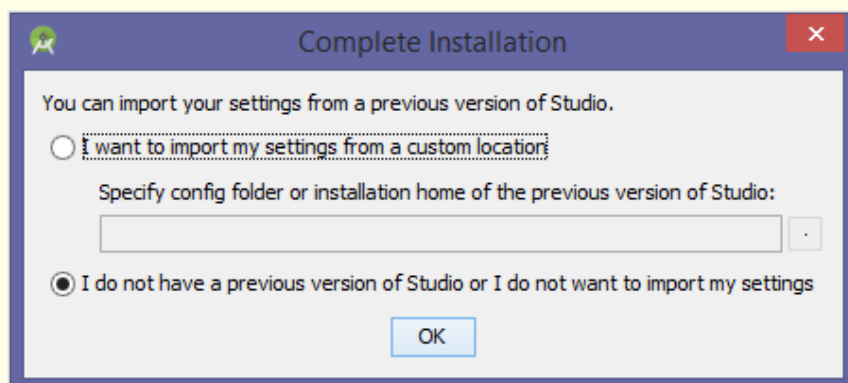 Complete Installation
You can import your settings from a previous version of Studio.
I want to import my settings from a custom location
Specify config folder or installation home of the previous version of Studio:
.
I do not have a previous version of Studio or I do not want to import my settings
OK